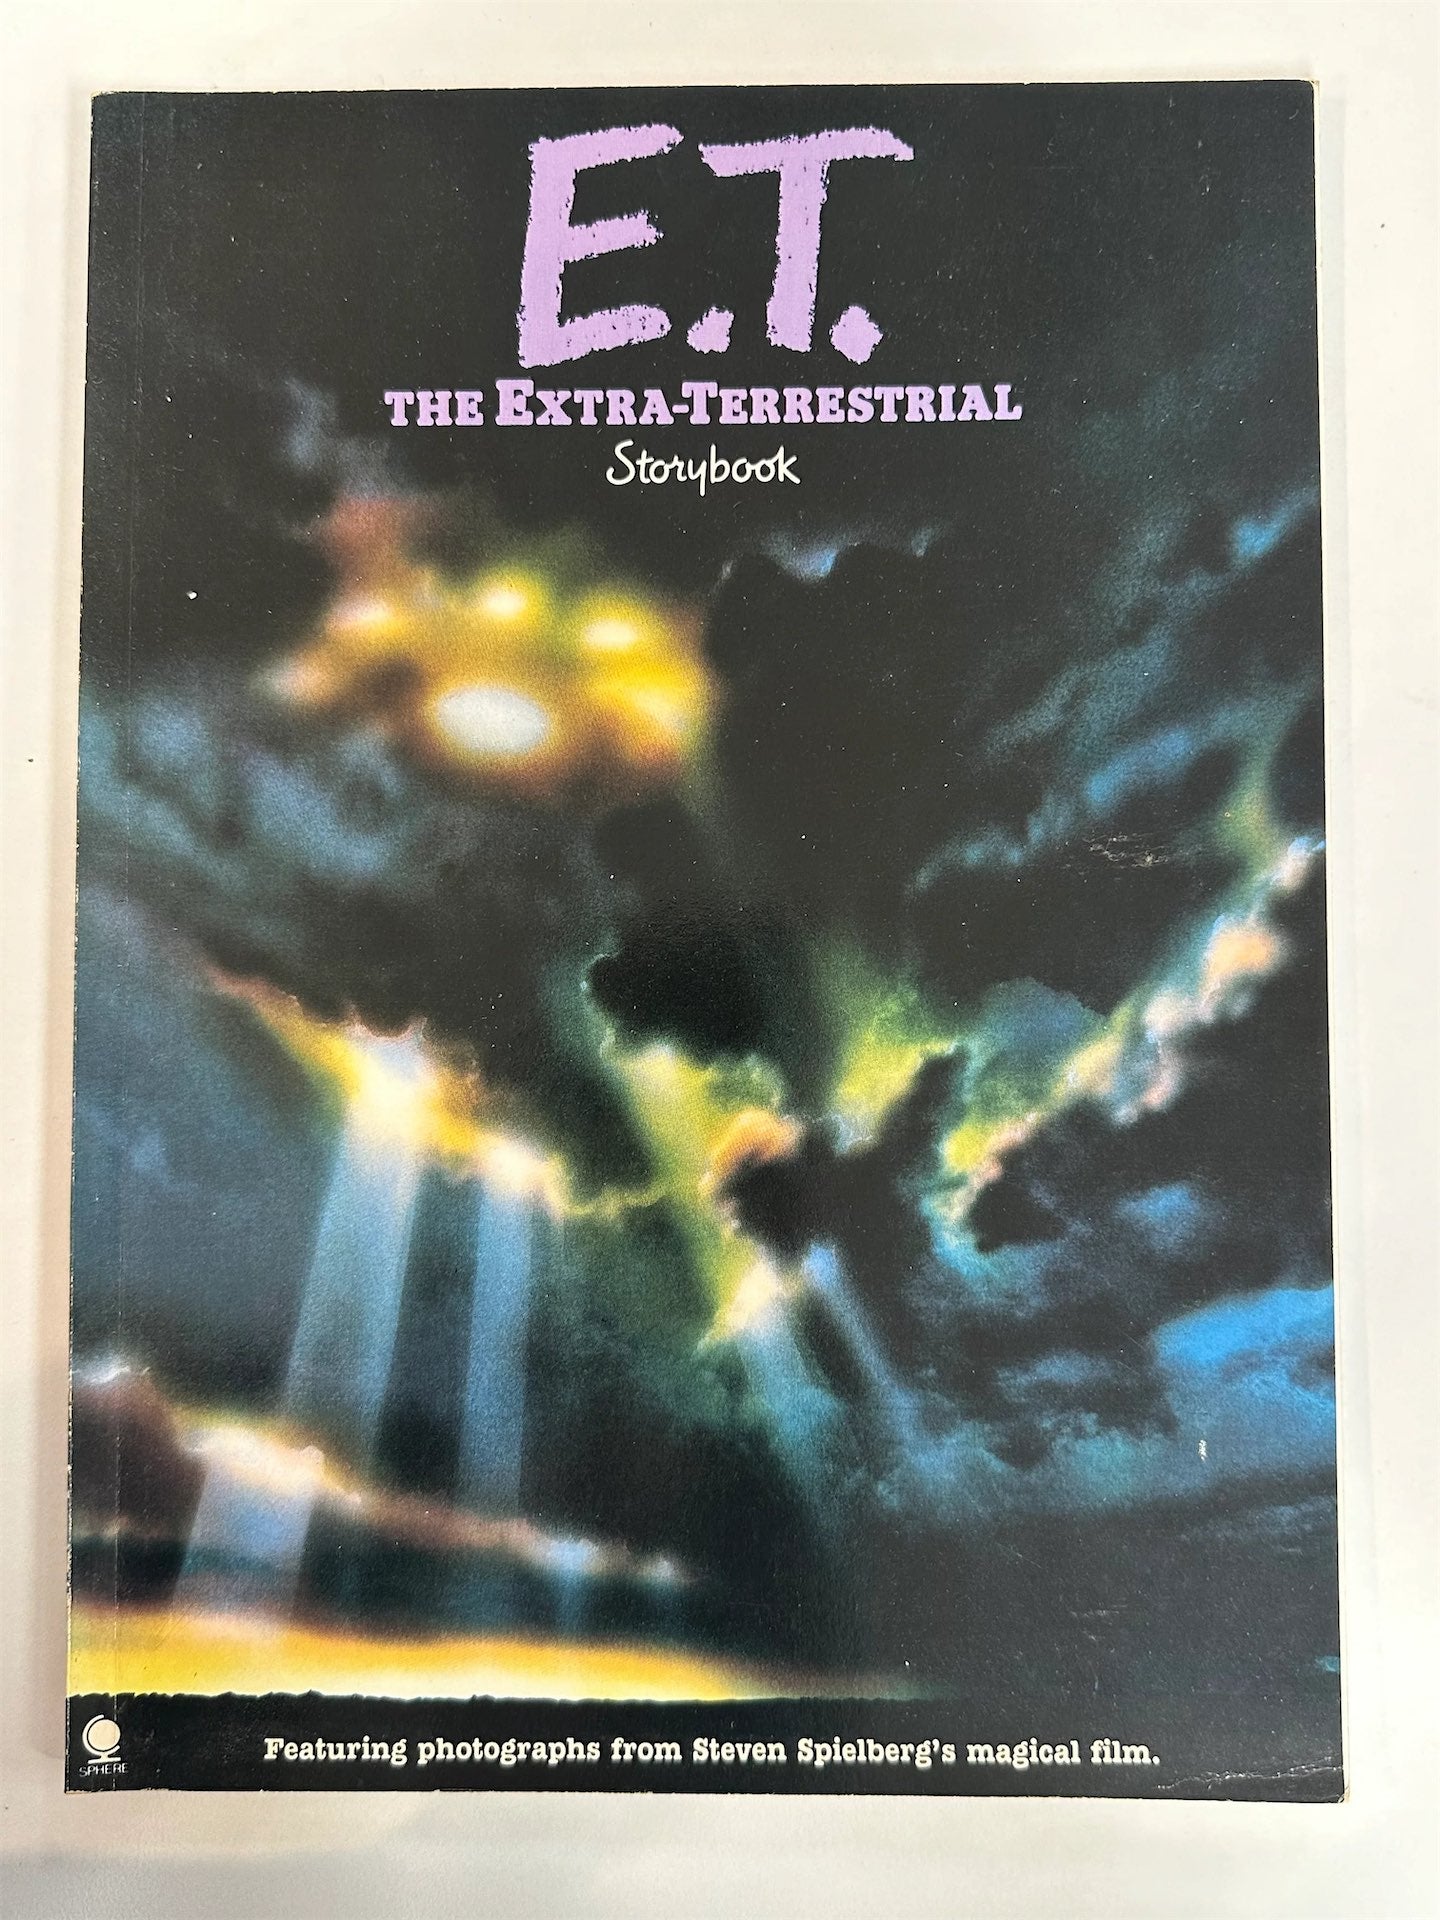 E.T.
THE EXTRA-TERRESTRIAL
Storybook
SPHERE
Featuring photographs from Steven Spielberg's magical film.